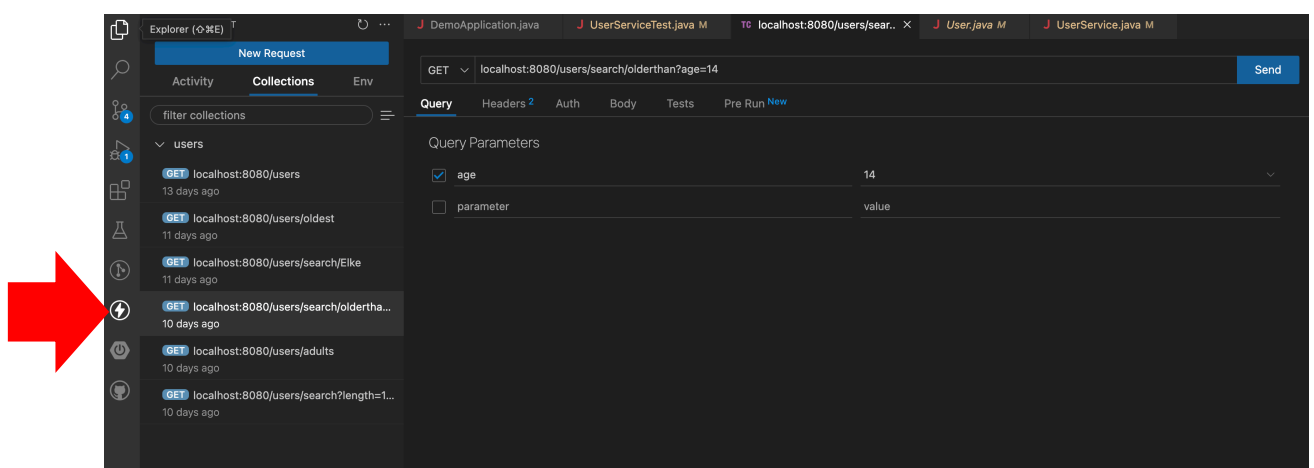 Explorer (⇧⌘E) T
J DemoApplication.java J UserServiceTest.java M TC localhost:8080/users/sear.. × J User.java M J UserService.java M
New Request
GET localhost:8080/users/search/olderthan?age=14 Send
Activity Collections Env
Query Headers 2 Auth Body Tests Pre Run New
filter collections
4
users
Query Parameters
1
GET localhost:8080/users
13 days ago
age 14
GET localhost:8080/users/oldest
11 days ago
parameter value
GET localhost:8080/users/search/Elke
11 days ago
GET localhost:8080/users/search/oldertha...
10 days ago
GET localhost:8080/users/adults
10 days ago
GET localhost:8080/users/search?length=1...
10 days ago